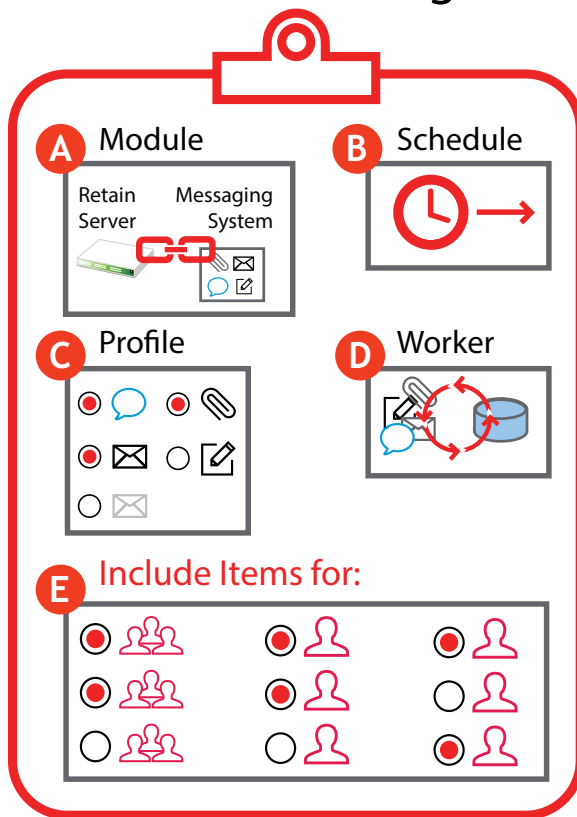 A Module
Retain Server
Messaging System
B Schedule
C Profile
D Worker
E Include Items for: